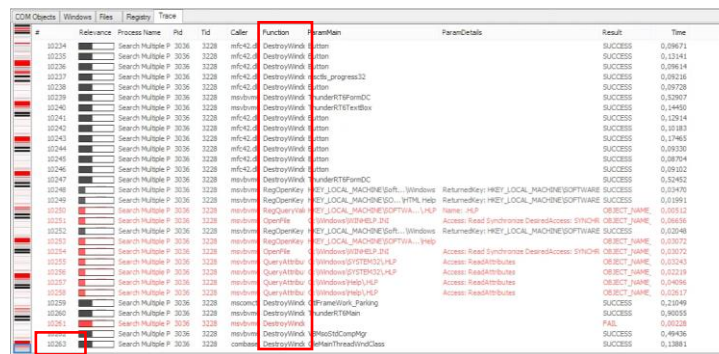 COM Objects Windows Files Registry Trace
# Relevance Process Name Pid Tid Caller Function ParamMain ParamDetails Result Time
10234 Search Multiple P 3036 3228 mfc42.dl DestroyWind Button SUCCESS 0,09671
10235 Search Multiple P 3036 3228 mfc42.dl DestroyWind Button SUCCESS 0,13141
10236 Search Multiple P 3036 3228 mfc42.dl DestroyWind Button SUCCESS 0,09614
10237 Search Multiple P 3036 3228 mfc42.dl DestroyWind msctls_progress32 SUCCESS 0,09216
10238 Search Multiple P 3036 3228 mfc42.dl DestroyWind Button SUCCESS 0,09728
10239 Search Multiple P 3036 3228 msvbvm DestroyWind ThunderRT6FormDC SUCCESS 0,52907
10240 Search Multiple P 3036 3228 msvbvm DestroyWind ThunderRT6TextBox SUCCESS 0,14450
10241 Search Multiple P 3036 3228 mfc42.dl DestroyWind Button SUCCESS 0,12914
10242 Search Multiple P 3036 3228 mfc42.dl DestroyWind Button SUCCESS 0,10183
10243 Search Multiple P 3036 3228 mfc42.dl DestroyWind Button SUCCESS 0,17465
10244 Search Multiple P 3036 3228 mfc42.dl DestroyWind Button SUCCESS 0,09330
10245 Search Multiple P 3036 3228 mfc42.dl DestroyWind Button SUCCESS 0,08704
10246 Search Multiple P 3036 3228 mfc42.dl DestroyWind Button SUCCESS 0,09102
10247 Search Multiple P 3036 3228 msvbvm DestroyWind ThunderRT6FormDC SUCCESS 0,52452
10248 Search Multiple P 3036 3228 msvbvm RegOpenKey HKEY_LOCAL_MACHINE\Soft... \Windows ReturnedKey: HKEY_LOCAL_MACHINE\SOFTWARE SUCCESS 0,03470
10249 Search Multiple P 3036 3228 msvbvm RegOpenKey HKEY_LOCAL_MACHINE\SO... \HTML Help ReturnedKey: HKEY_LOCAL_MACHINE\SOFTWARE SUCCESS 0,01991
10250 Search Multiple P 3036 3228 msvbvm RegQueryVal HKEY_LOCAL_MACHINE\SOFTWA... \.HLP Name: .HLP OBJECT_NAME_ 0,00512
10251 Search Multiple P 3036 3228 msvbvm OpenFile C:\Windows\WINHELP.INI Access: Read Synchronize DesiredAccess: SYNCHR OBJECT_NAME_ 0,06656
10252 Search Multiple P 3036 3228 msvbvm RegOpenKey HKEY_LOCAL_MACHINE\Soft... \Windows ReturnedKey: HKEY_LOCAL_MACHINE\SOFTWARE SUCCESS 0,02048
10253 Search Multiple P 3036 3228 msvbvm RegOpenKey HKEY_LOCAL_MACHINE\SOFTWA... \Help OBJECT_NAME_ 0,03072
10254 Search Multiple P 3036 3228 msvbvm OpenFile C:\Windows\WINHELP.INI Access: Read Synchronize DesiredAccess: SYNCHR OBJECT_NAME_ 0,03072
10255 Search Multiple P 3036 3228 msvbvm QueryAttribu C:\Windows\SYSTEM32\.HLP Access: ReadAttributes OBJECT_NAME_ 0,03243
10256 Search Multiple P 3036 3228 msvbvm QueryAttribu C:\Windows\SYSTEM32\.HLP Access: ReadAttributes OBJECT_NAME_ 0,02219
10257 Search Multiple P 3036 3228 msvbvm QueryAttribu C:\Windows\Help\.HLP Access: ReadAttributes OBJECT_NAME_ 0,04096
10258 Search Multiple P 3036 3228 msvbvm QueryAttribu C:\Windows\Help\.HLP Access: ReadAttributes OBJECT_NAME_ 0,02617
10259 Search Multiple P 3036 3228 mscomct DestroyWind CtfFrameWork_Parking SUCCESS 0,21049
10260 Search Multiple P 3036 3228 msvbvm DestroyWind ThunderRT6Main SUCCESS 0,90055
10261 Search Multiple P 3036 3228 msvbvm DestroyWind FAIL 0,00228
10262 Search Multiple P 3036 3228 msvbvm DestroyWind VBMsoStdCompMgr SUCCESS 0,49436
10263 Search Multiple P 3036 3228 combase DestroyWind OleMainThreadWndClass SUCCESS 0,13881